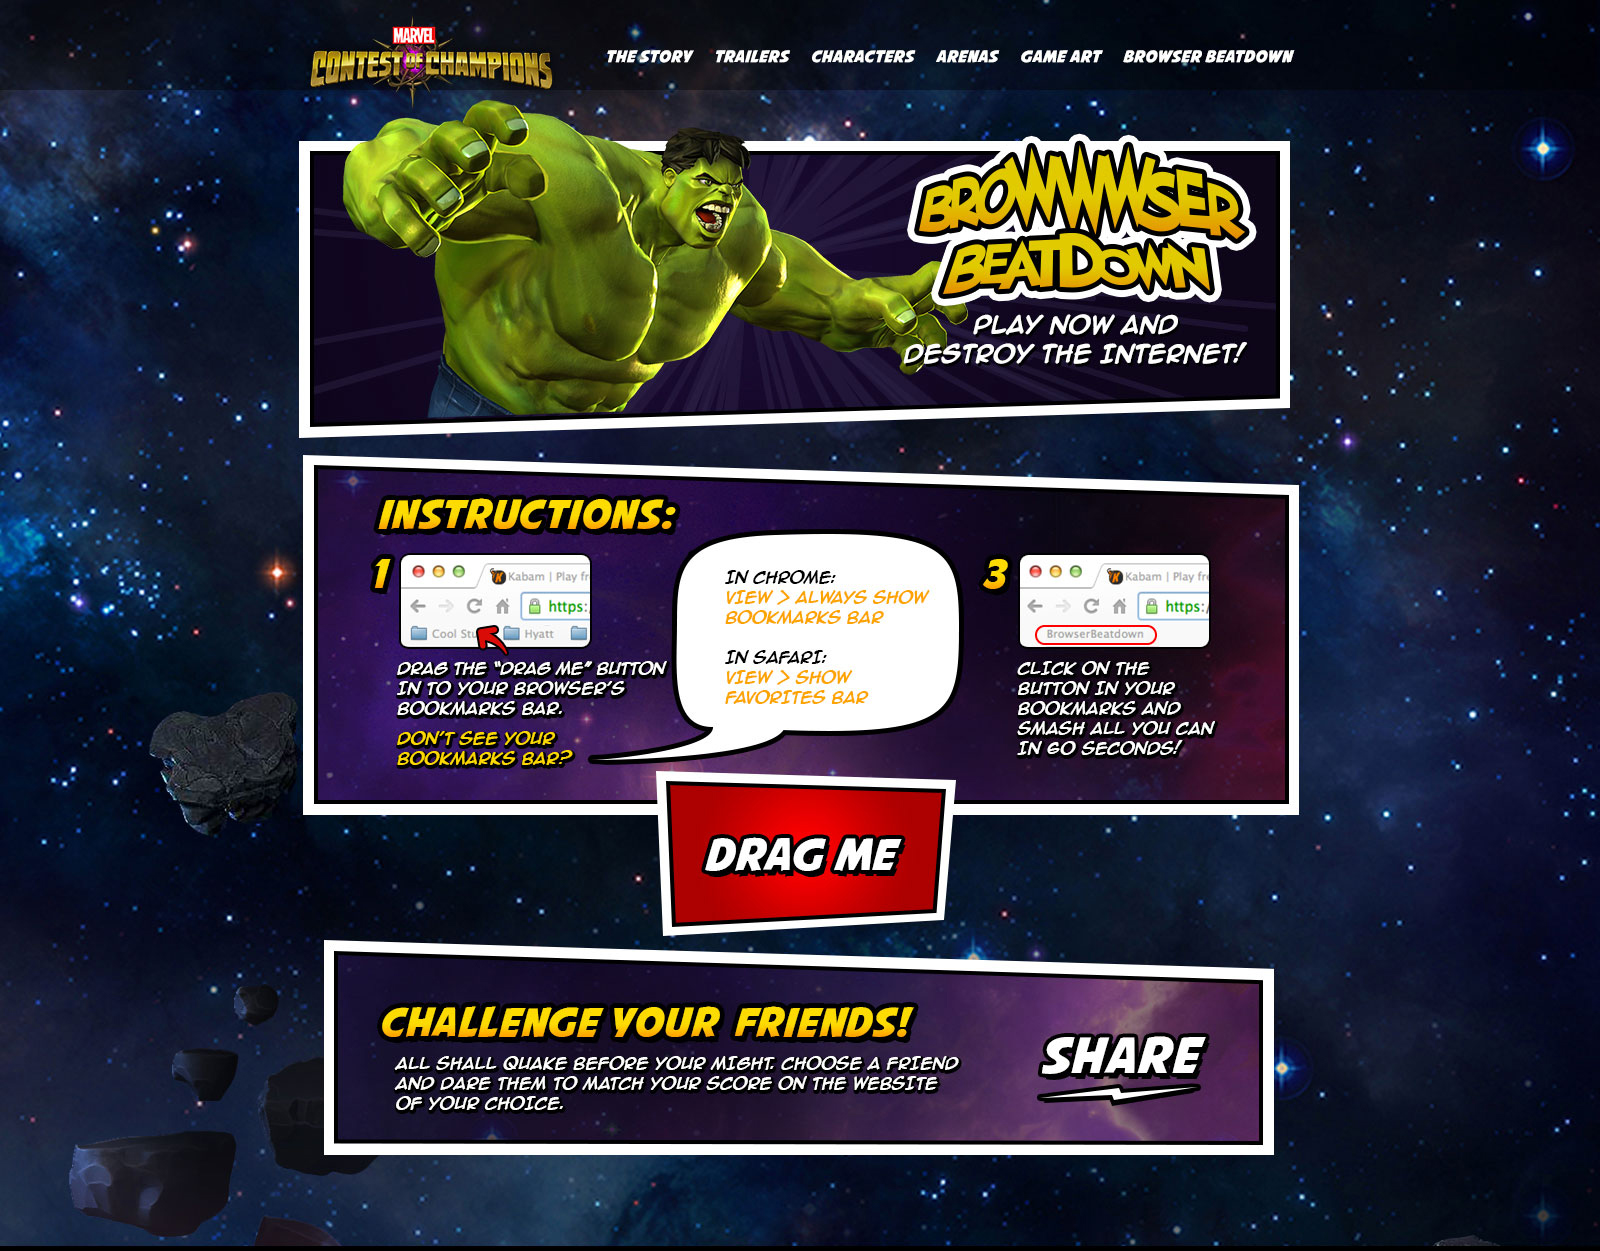 MARVEL
CONTEST OF CHAMPIONS
THE STORY TRAILERS CHARACTERS ARENAS GAME ART BROWSER BEATDOWN
BROWWWSER
BEATDOWN
PLAY NOW AND
DESTROY THE INTERNET!
INSTRUCTIONS:
1
Kabam | Play fr
https:
Cool Stu
Hyatt
DRAG THE "DRAG ME" BUTTON
IN TO YOUR BROWSER'S
BOOKMARKS BAR.
DON'T SEE YOUR
BOOKMARKS BAR?
IN CHROME:
VIEW > ALWAYS SHOW
BOOKMARKS BAR
IN SAFARI:
VIEW > SHOW
FAVORITES BAR
3
Kabam | Play fr
https:/
BrowserBeatdown
CLICK ON THE
BUTTON IN YOUR
BOOKMARKS AND
SMASH ALL YOU CAN
IN 60 SECONDS!
DRAG ME
CHALLENGE YOUR FRIENDS!
ALL SHALL QUAKE BEFORE YOUR MIGHT. CHOOSE A FRIEND
AND DARE THEM TO MATCH YOUR SCORE ON THE WEBSITE
OF YOUR CHOICE.
SHARE